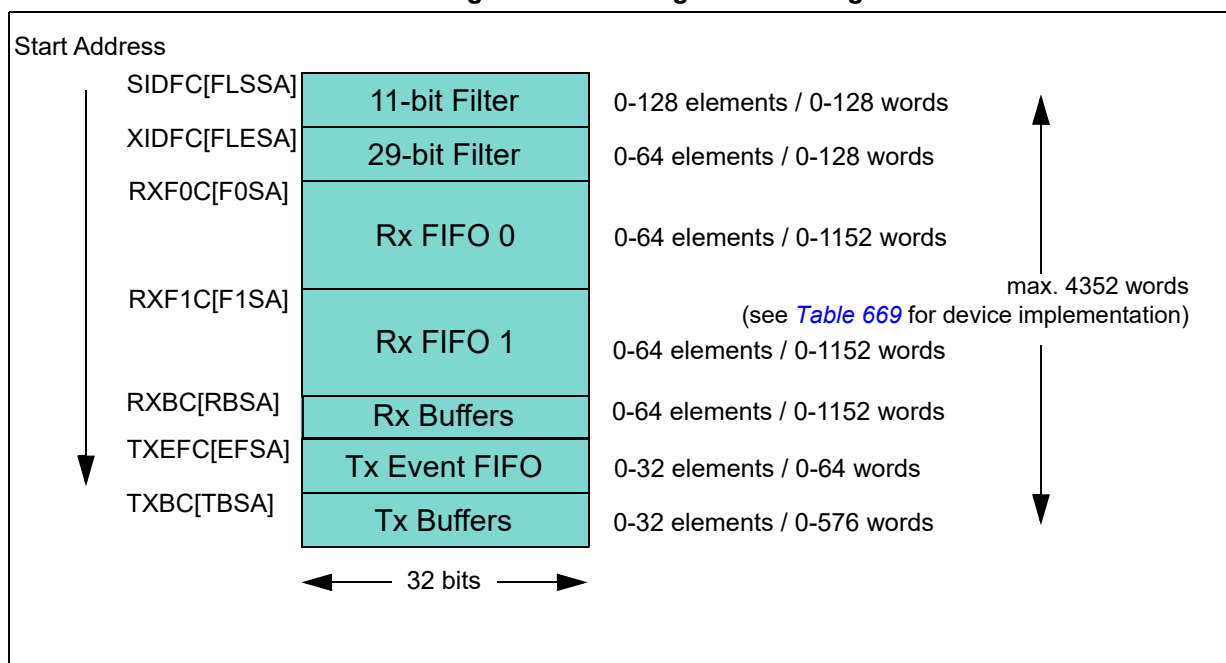 Start Address
SIDFC[FLSSA]
11-bit Filter
0-128 elements / 0-128 words
XIDFC[FLESA]
29-bit Filter
0-64 elements / 0-128 words
RXF0C[F0SA]
Rx FIFO 0
0-64 elements / 0-1152 words
RXF1C[F1SA]
max. 4352 words
(see Table 669 for device implementation)
Rx FIFO 1
0-64 elements / 0-1152 words
RXBC[RBSA]
Rx Buffers
0-64 elements / 0-1152 words
TXEFC[EFSA]
Tx Event FIFO
0-32 elements / 0-64 words
TXBC[TBSA]
Tx Buffers
0-32 elements / 0-576 words
32 bits